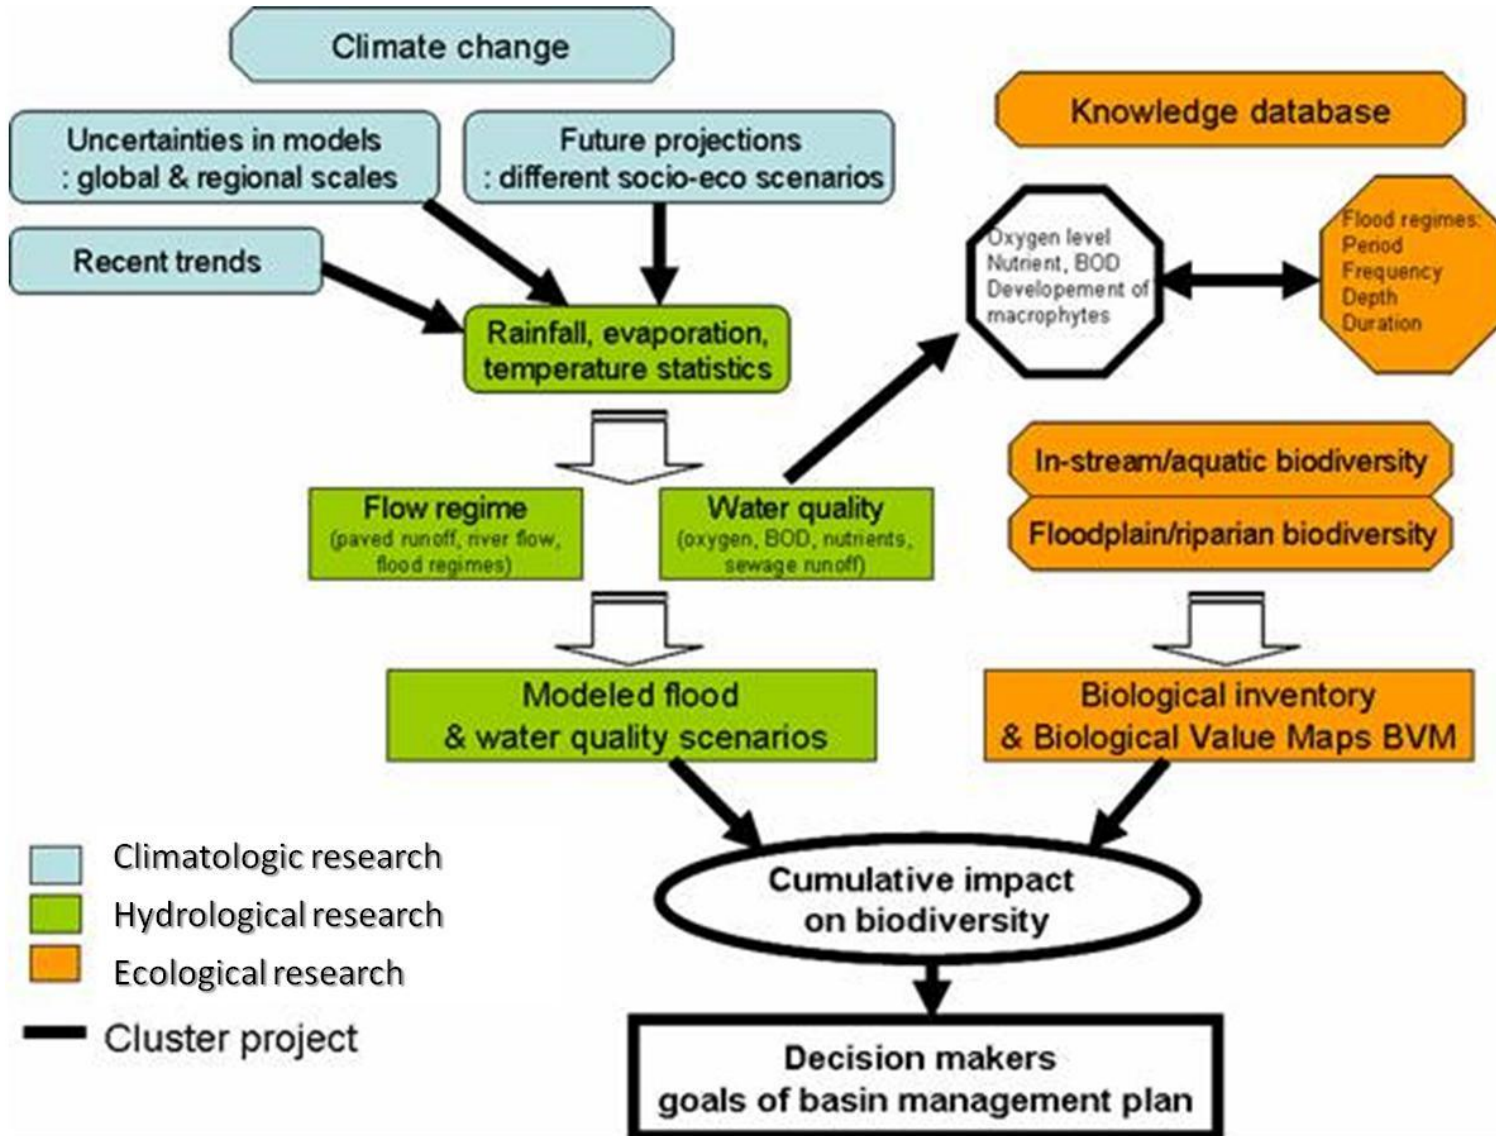 Climate change
Uncertainties in models
: global & regional scales
Future projections
: different socio-eco scenarios
Recent trends
Rainfall, evaporation,
temperature statistics
Flow regime
(paved runoff, river flow,
flood regimes)
Water quality
(oxygen, BOD, nutrients,
sewage runoff)
Modeled flood
& water quality scenarios
Knowledge database
Oxygen level
Nutrient, BOD
Developement of
macrophytes
Flood regimes:
Period
Frequency
Depth
Duration
In-stream/aquatic biodiversity
Floodplain/riparian biodiversity
Biological inventory
& Biological Value Maps BVM
Cumulative impact
on biodiversity
Decision makers
goals of basin management plan
Climatologic research
Hydrological research
Ecological research
Cluster project